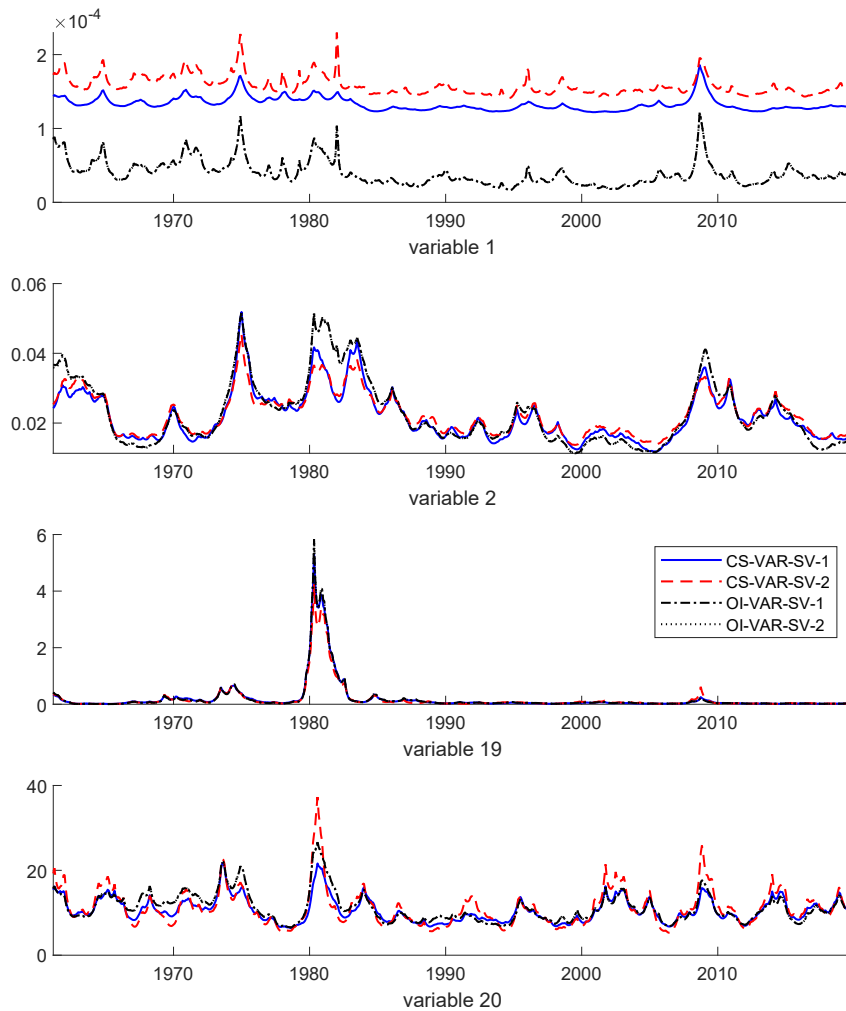 ×10-4
2
1
0
1970 1980 1990 2000 2010
variable 1
0.06
0.04
0.02
1970 1980 1990 2000 2010
variable 2
6
4
2
0
CS-VAR-SV-1
CS-VAR-SV-2
OI-VAR-SV-1
OI-VAR-SV-2
1970 1980 1990 2000 2010
variable 19
40
20
0
1970 1980 1990 2000 2010
variable 20